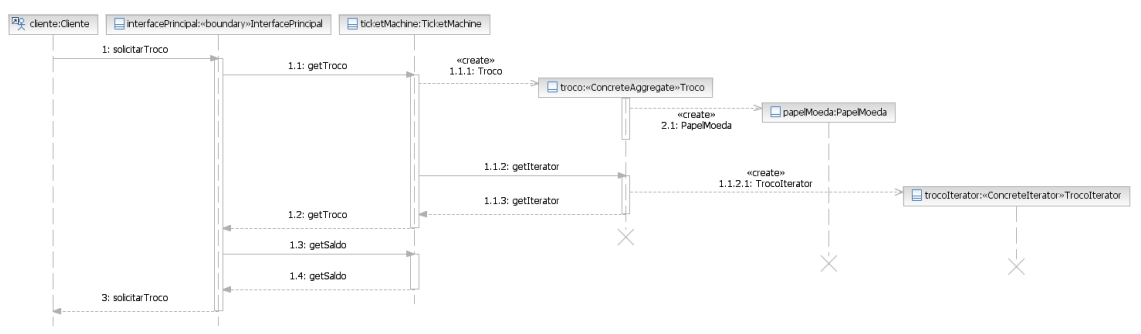 cliente:Cliente
interfacePrincipal:«boundary»InterfacePrincipal
ticketMachine:TicketMachine
1: solicitarTroco
1.1: getTroco
«create»
1.1.1: Troco
troco:«ConcreteAggregate»Troco
«create»
2.1: PapelMoeda
papelMoeda:PapelMoeda
1.1.2: getIterator
«create»
1.1.2.1: TrocoIterator
trocoIterator:«ConcreteIterator»TrocoIterator
1.1.3: getIterator
1.2: getTroco
1.3: getSaldo
1.4: getSaldo
3: solicitarTroco